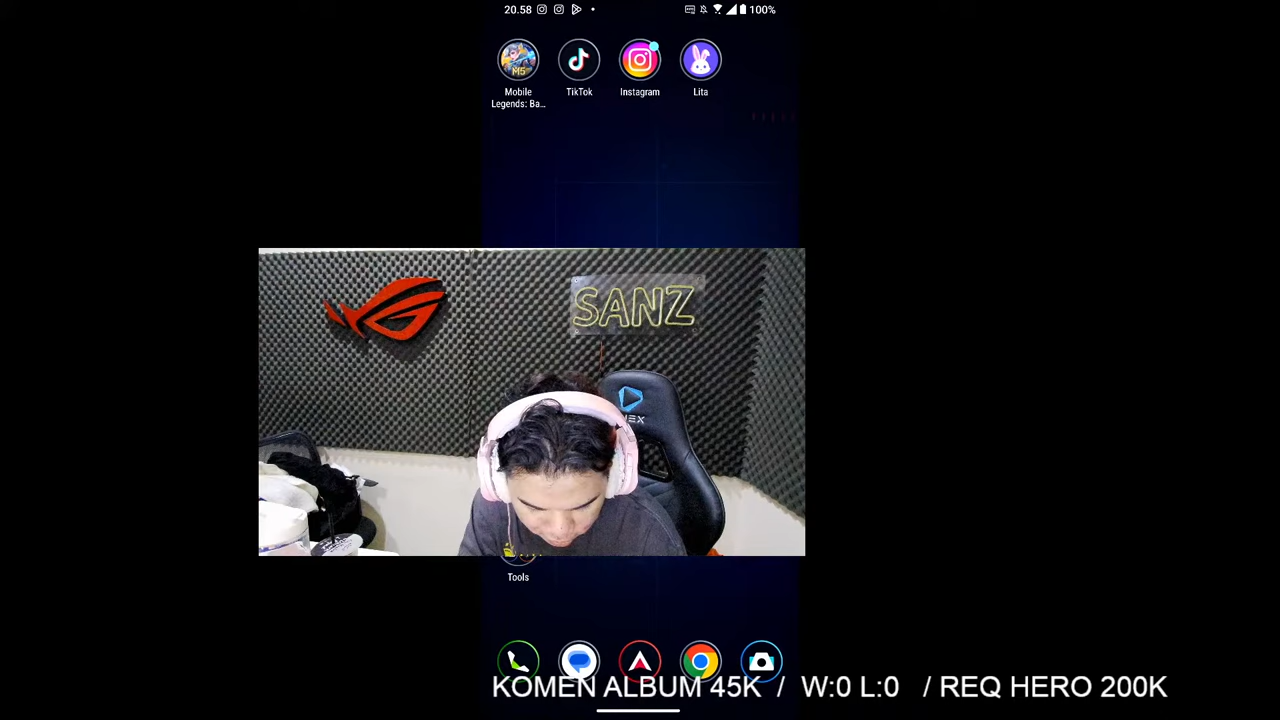 20.58
100%
M5
Mobile
Legends: Ba...
TikTok
Instagram
Lita
SANZ
Tools
KOMEN ALBUM 45K / W:0 L:0 / REQ HERO 200K